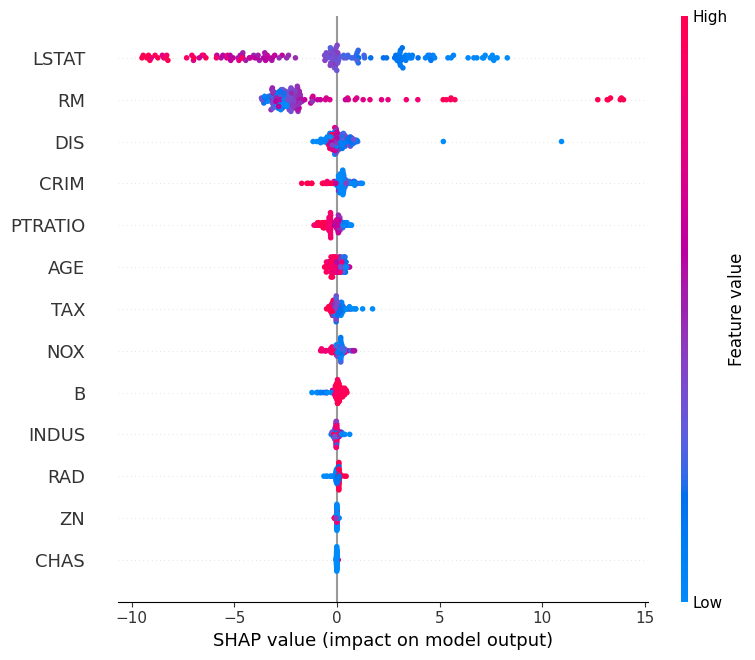 High
LSTAT
RM
DIS
CRIM
PTRATIO
AGE
TAX
NOX
B
INDUS
RAD
ZN
CHAS
Feature value
Low
−10 −5 0 5 10 15
SHAP value (impact on model output)